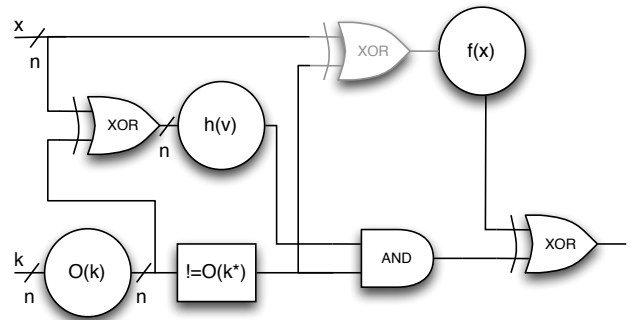 x
n
XOR
f(x)
XOR
n
h(v)
XOR
k
n
O(k)
n
!=O(k*)
AND